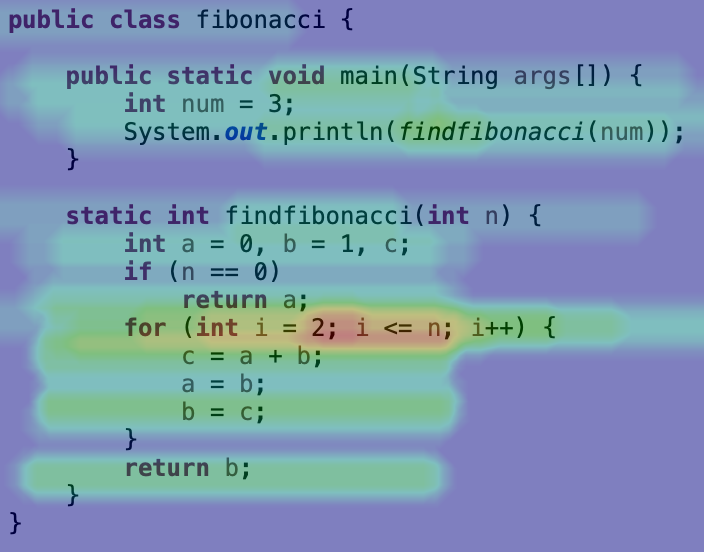 public class fibonacci {
    public static void main(String args[]) {
        int num = 3;
        System.out.println(findfibonacci(num));
    }
    static int findfibonacci(int n) {
        int a = 0, b = 1, c;
        if (n == 0)
            return a;
        for (int i = 2; i <= n; i++) {
            c = a + b;
            a = b;
            b = c;
        }
        return b;
    }
}